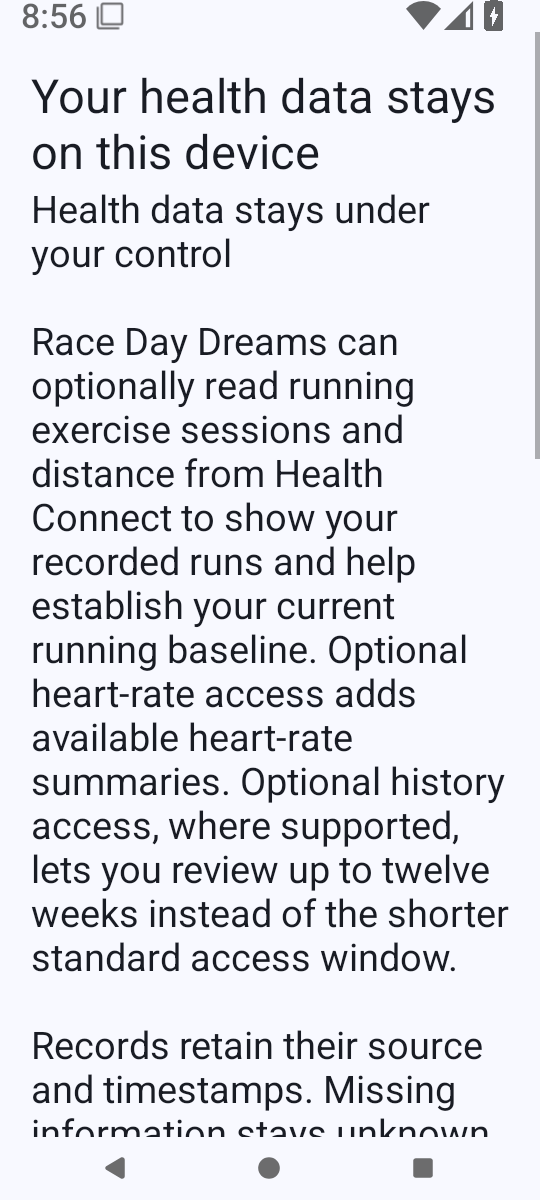 8:56
Your health data stays
on this device
Health data stays under
your control
Race Day Dreams can
optionally read running
exercise sessions and
distance from Health
Connect to show your
recorded runs and help
establish your current
running baseline. Optional
heart-rate access adds
available heart-rate
summaries. Optional history
access, where supported,
lets you review up to twelve
weeks instead of the shorter
standard access window.
Records retain their source
and timestamps. Missing
information stays unknown